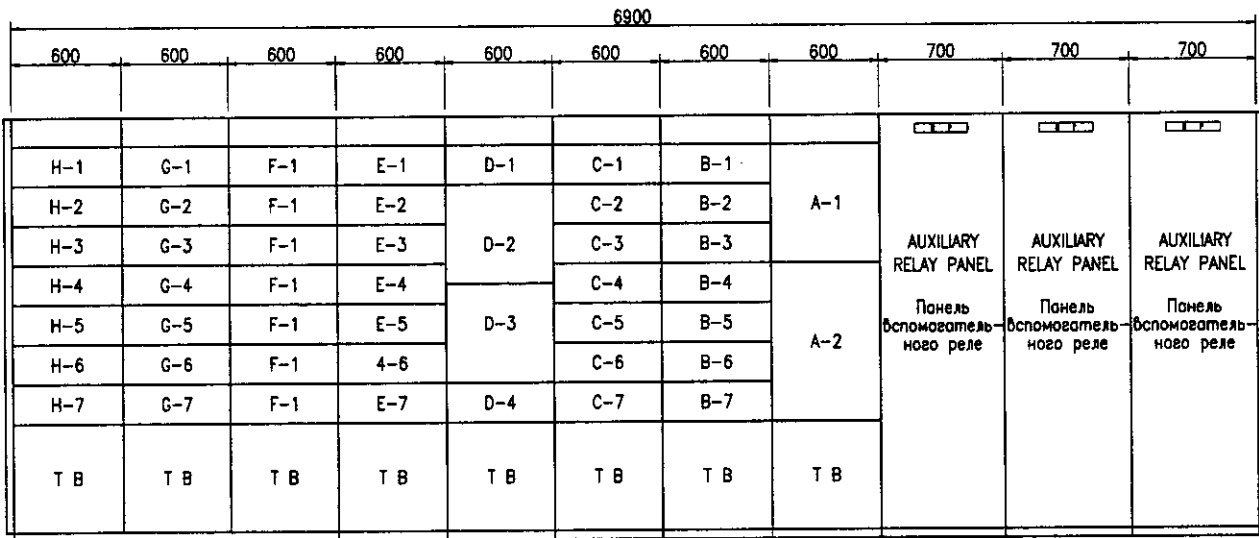 6900
600 600 600 600 600 600 600 600 700 700 700
H-1 G-1 F-1 E-1 D-1 C-1 B-1
H-2 G-2 F-1 E-2 C-2 B-2 A-1
H-3 G-3 F-1 E-3 D-2 C-3 B-3
AUXILIARY AUXILIARY AUXILIARY
RELAY PANEL RELAY PANEL RELAY PANEL
H-4 G-4 F-1 E-4 C-4 B-4
Панель Панель Панель
H-5 G-5 F-1 E-5 D-3 C-5 B-5
вспомогатель- вспомогатель- вспомогатель-
ного реле ного реле ного реле
A-2
H-6 G-6 F-1 4-6 C-6 B-6
H-7 G-7 F-1 E-7 D-4 C-7 B-7
T B T B T B T B T B T B T B T B